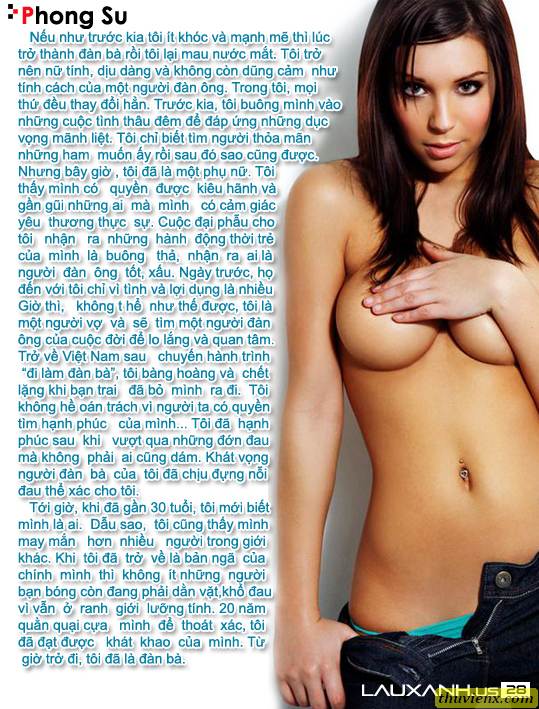 Phong Su
Nếu như trước kia tôi ít khóc và mạnh mẽ thì lúc
trở thành đàn bà rồi tôi lại mau nước mắt. Tôi trở
nên nữ tính, dịu dàng và không còn dũng cảm như
tính cách của một người đàn ông. Trong tôi, mọi
thứ đều thay đổi hẳn. Trước kia, tôi buông mình vào
những cuộc tình thâu đêm để đáp ứng những dục
vọng mãnh liệt. Tôi chỉ biết tìm người thỏa mãn
những ham muốn ấy rồi sau đó sao cũng được.
Nhưng bây giờ , tôi đã là một phụ nữ. Tôi
thấy mình có quyền được kiêu hãnh và
gần gũi những ai mà mình có cảm giác
yêu thương thực sự. Cuộc đại phẫu cho
tôi nhận ra những hành động thời trẻ
của mình là buông thả, nhận ra ai là
người đàn ông tốt, xấu. Ngày trước, họ
đến với tôi chỉ vì tình và lợi dụng là nhiều
Giờ thì, không t hể như thế được, tôi là
một người vợ và sẽ tìm một người đàn
ông của cuộc đời để lo lắng và quan tâm.
Trở về Việt Nam sau chuyến hành trình
“đi làm đàn bà”, tôi bàng hoàng và chết
lặng khi bạn trai đã bỏ mình ra đi. Tôi
không hề oán trách vì người ta có quyền
tìm hạnh phúc của mình... Tôi đã hạnh
phúc sau khi vượt qua những đớn đau
mà không phải ai cũng dám. Khát vọng
người đàn bà của tôi đã chịu đựng nỗi
đau thể xác cho tôi.
Tới giờ, khi đã gần 30 tuổi, tôi mới biết
mình là ai. Dẫu sao, tôi cũng thấy mình
may mắn hơn nhiều người trong giới
khác. Khi tôi đã trở về là bản ngã của
chính mình thì không ít những người
bạn bóng còn đang phải dằn vặt,khổ đau
vì vẫn ở ranh giới lưỡng tính. 20 năm
quằn quại cựa mình để thoát xác, tôi
đã đạt được khát khao của mình. Từ
giờ trở đi, tôi đã là đàn bà.
LAUXANH.US 28
thuvienx.com